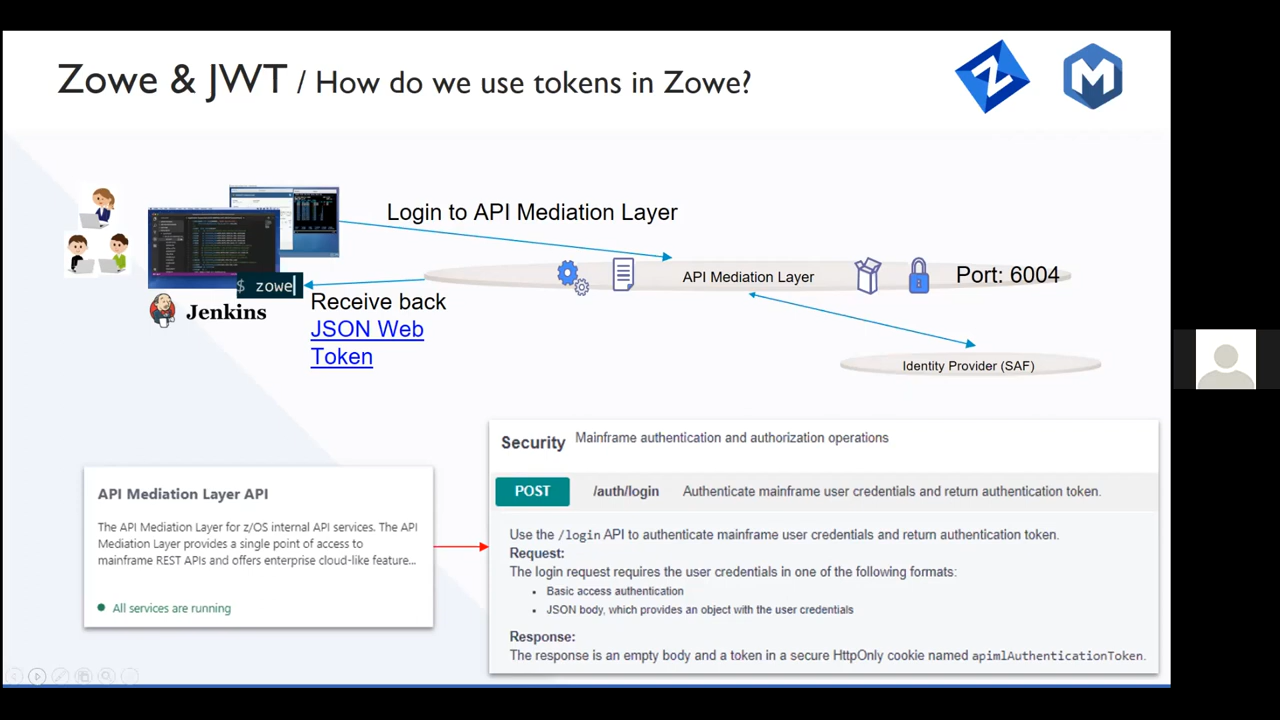 Zowe & JWT / How do we use tokens in Zowe?
Z
M
Login to API Mediation Layer
API Mediation Layer
Port: 6004
$ zowe
Receive back
JSON Web
Token
Jenkins
Identity Provider (SAF)
Security Mainframe authentication and authorization operations
POST /auth/login Authenticate mainframe user credentials and return authentication token.
Use the /login API to authenticate mainframe user credentials and return authentication token.
Request:
The login request requires the user credentials in one of the following formats:
• Basic access authentication
• JSON body, which provides an object with the user credentials
Response:
The response is an empty body and a token in a secure HttpOnly cookie named apimlAuthenticationToken.
API Mediation Layer API
The API Mediation Layer for z/OS internal API services. The API
Mediation Layer provides a single point of access to
mainframe REST APIs and offers enterprise cloud-like feature...
All services are running